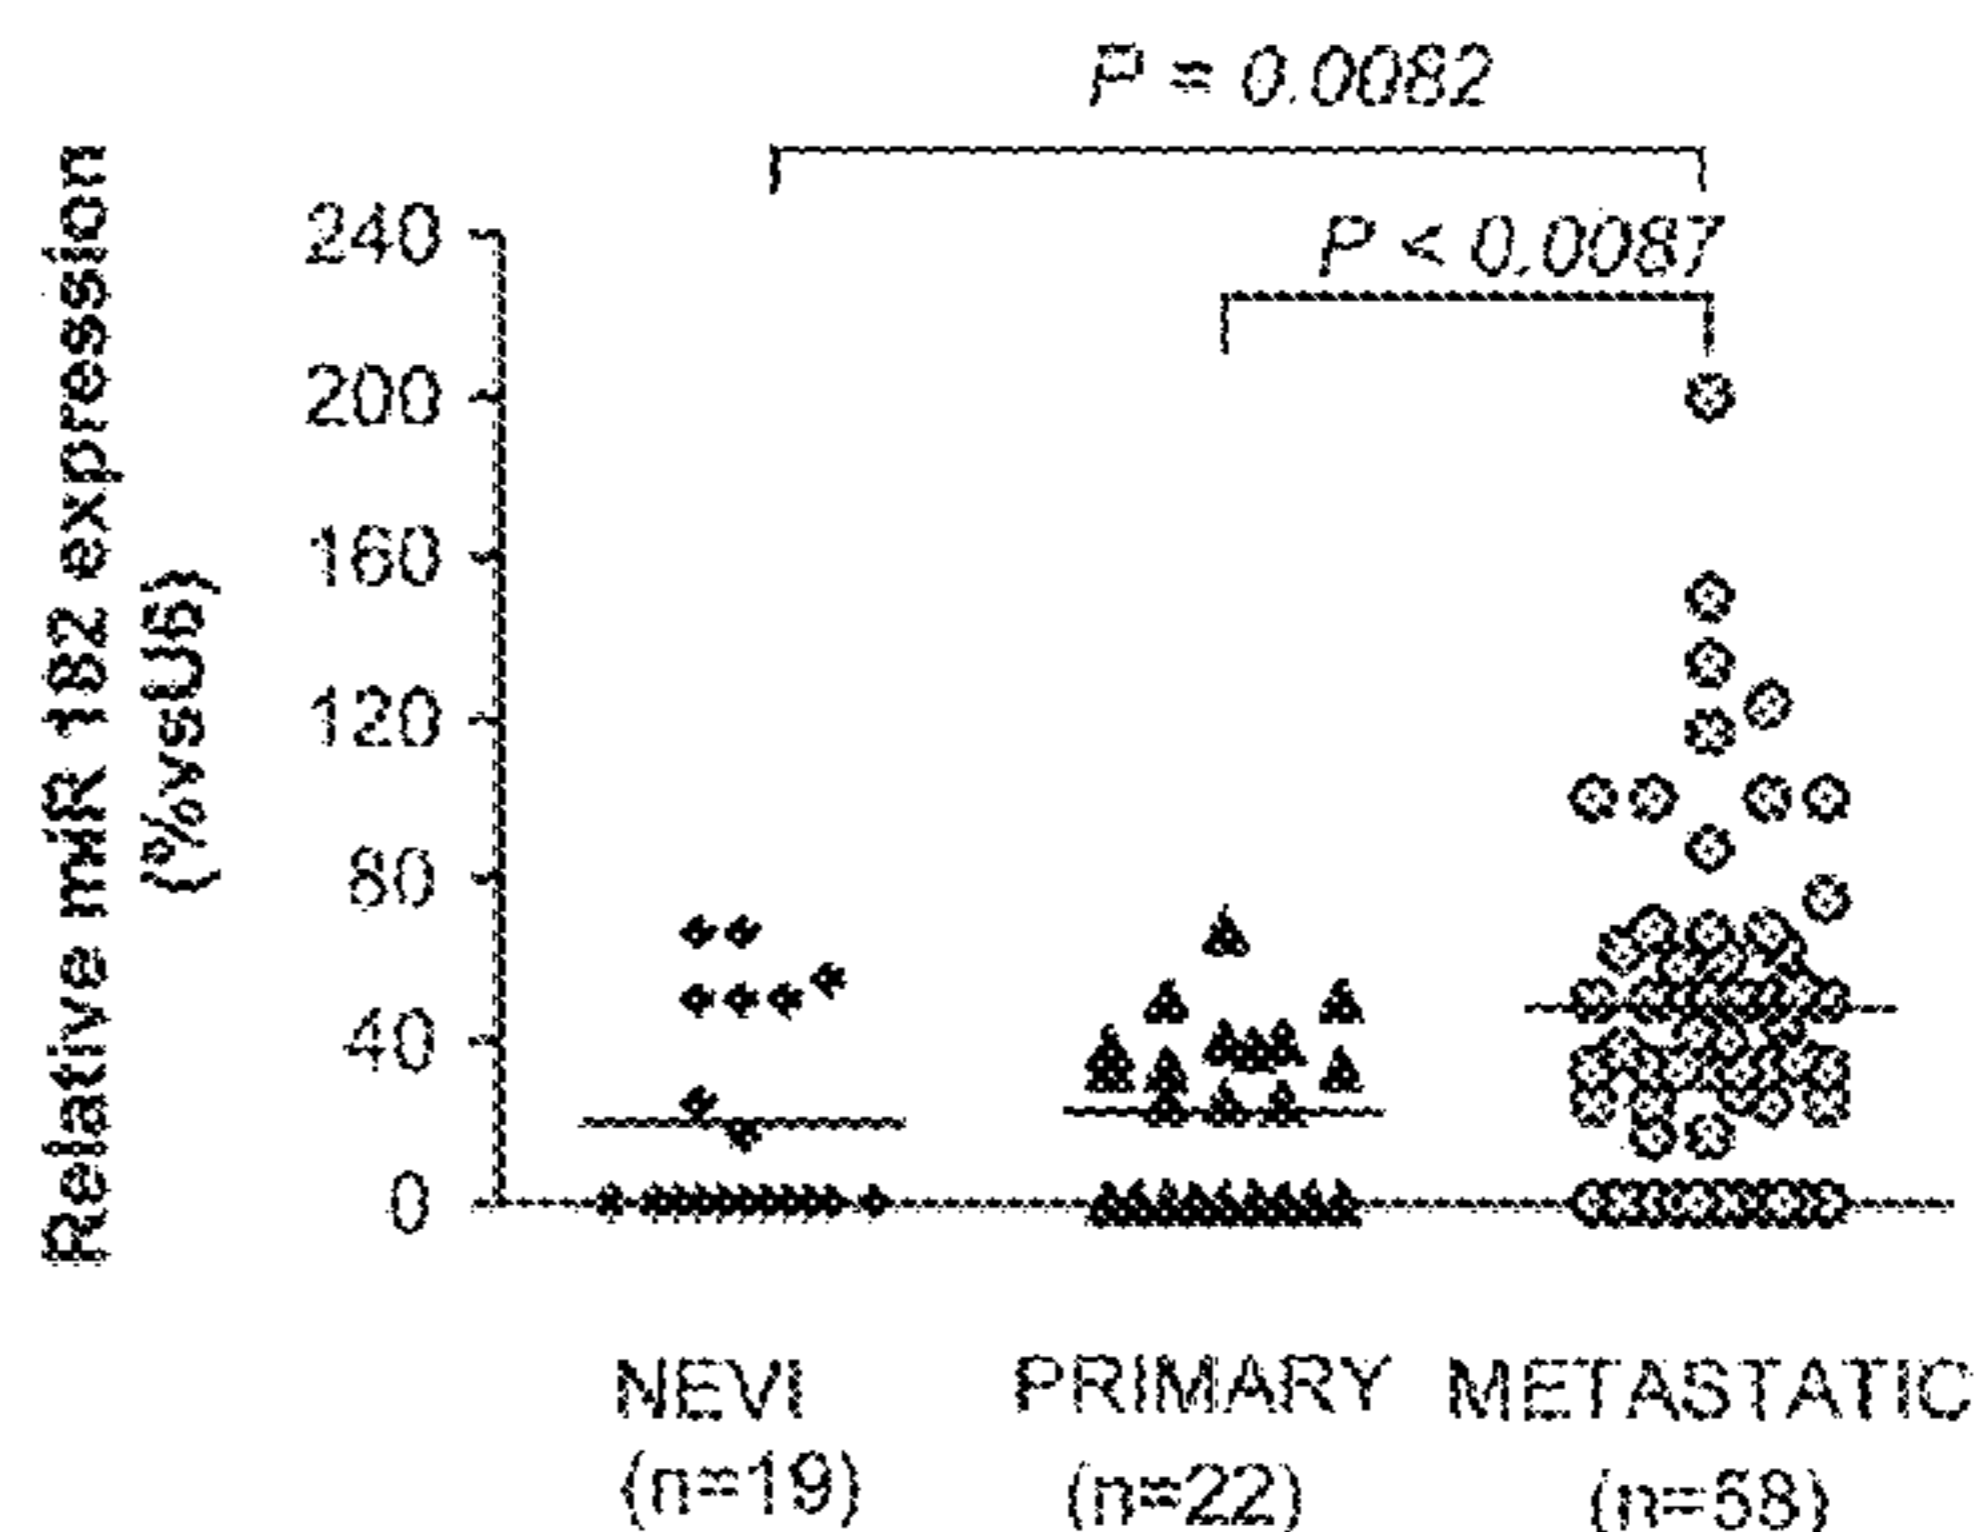 P = 0.0082
P < 0.0087
Relative miR 182 expression
(%vsU6)
240
200
160
120
80
40
0
NEVI
PRIMARY
METASTATIC
(n=19)
(n=22)
(n=58)